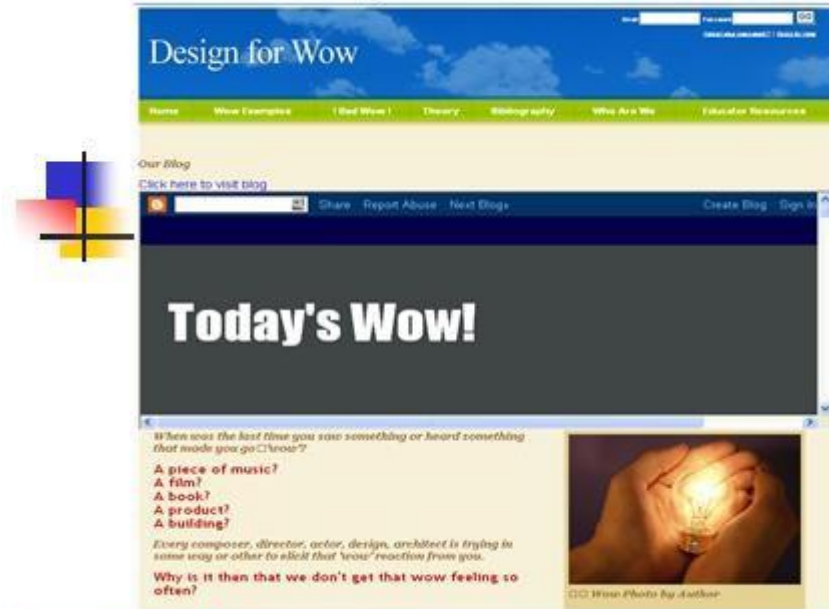 Design for Wow
GO
Home Wow Examples ! Bad Wow ! Theory Bibliography Who Are We Educator Resources
Our Blog
Click here to visit blog
Share Report Abuse Next Blog» Create Blog Sign In
Today's Wow!
When was the last time you saw something or heard something
that made you go□'wow'?
A piece of music?
A film?
A book?
A product?
A building?
Every composer, director, actor, design, architect is trying in
some way or other to elicit that 'wow' reaction from you.
Why is it then that we don't get that wow feeling so
often?
□□ Wow Photo by Author